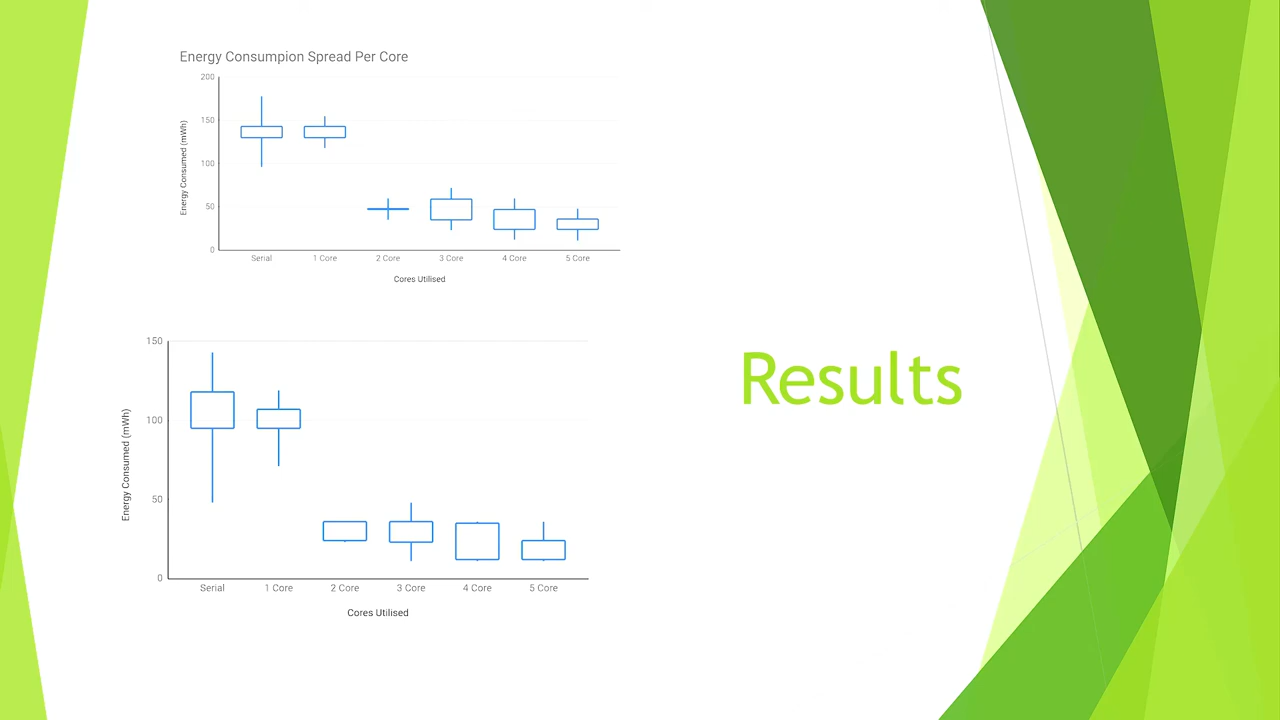 Energy Consumpion Spread Per Core
200
150
100
50
0
Energy Consumed (mWh)
Serial 1 Core 2 Core 3 Core 4 Core 5 Core
Cores Utilised
150
100
50
0
Energy Consumed (mWh)
Serial 1 Core 2 Core 3 Core 4 Core 5 Core
Cores Utilised
Results